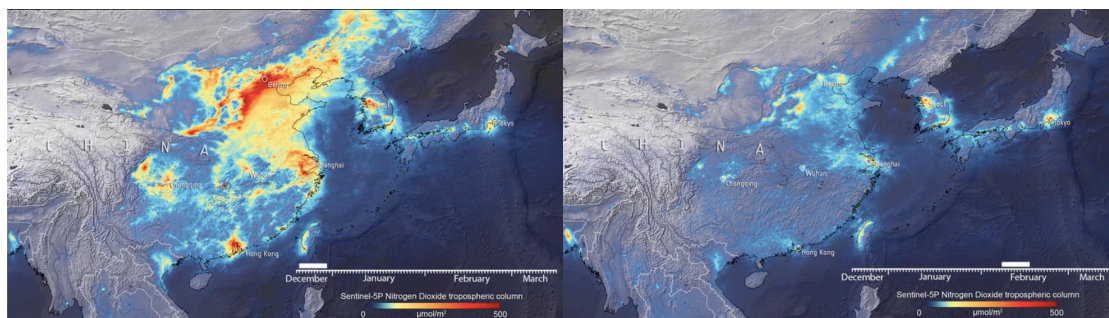 esa
Beijing
Seoul
Tokyo
C H I N A
Shanghai
Wuhan
Chongqing
Hong Kong
December January February March
Sentinel-5P Nitrogen Dioxide tropospheric column
0 µmol/m² 500
Beijing
Tokyo
C H I N A
Shanghai
Wuhan
Chongqing
Hong Kong
December January February March
Sentinel-5P Nitrogen Dioxide tropospheric column
0 µmol/m² 500